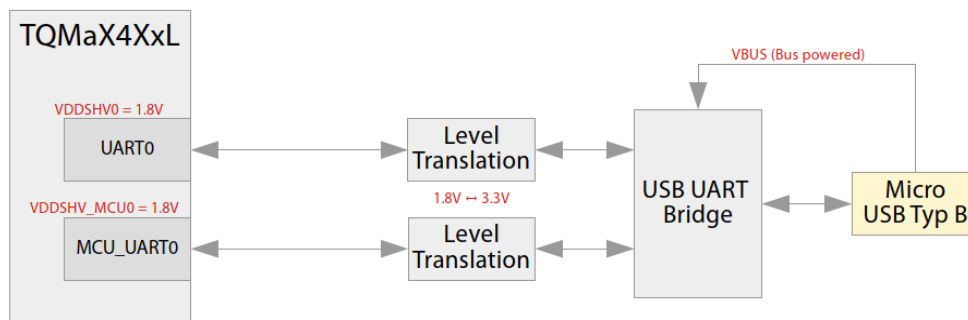 TQMaX4XxL
VBUS (Bus powered)
VDDSHV0 = 1.8V
UART0
Level
Translation
1.8V ↔ 3.3V
VDDSHV_MCU0 = 1.8V
MCU_UART0
Level
Translation
USB UART
Bridge
Micro
USB Typ B